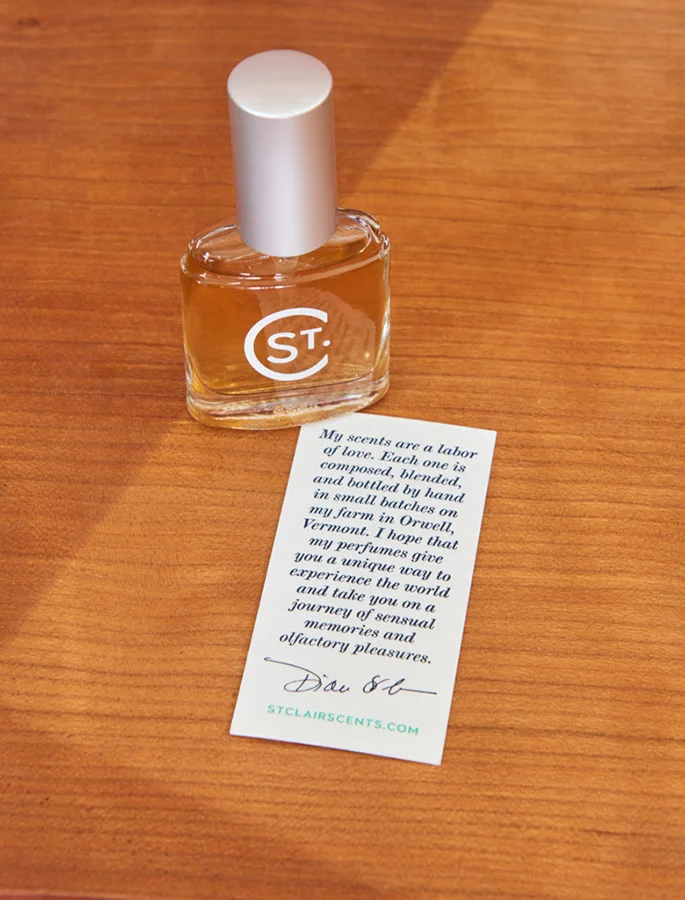 ST.
My scents are a labor
of love. Each one is
composed, blended,
and bottled by hand
in small batches on
my farm in Orwell,
Vermont. I hope that
my perfumes give
you a unique way to
experience the world
and take you on a
journey of sensual
memories and
olfactory pleasures.
STCLAIRSCENTS.COM